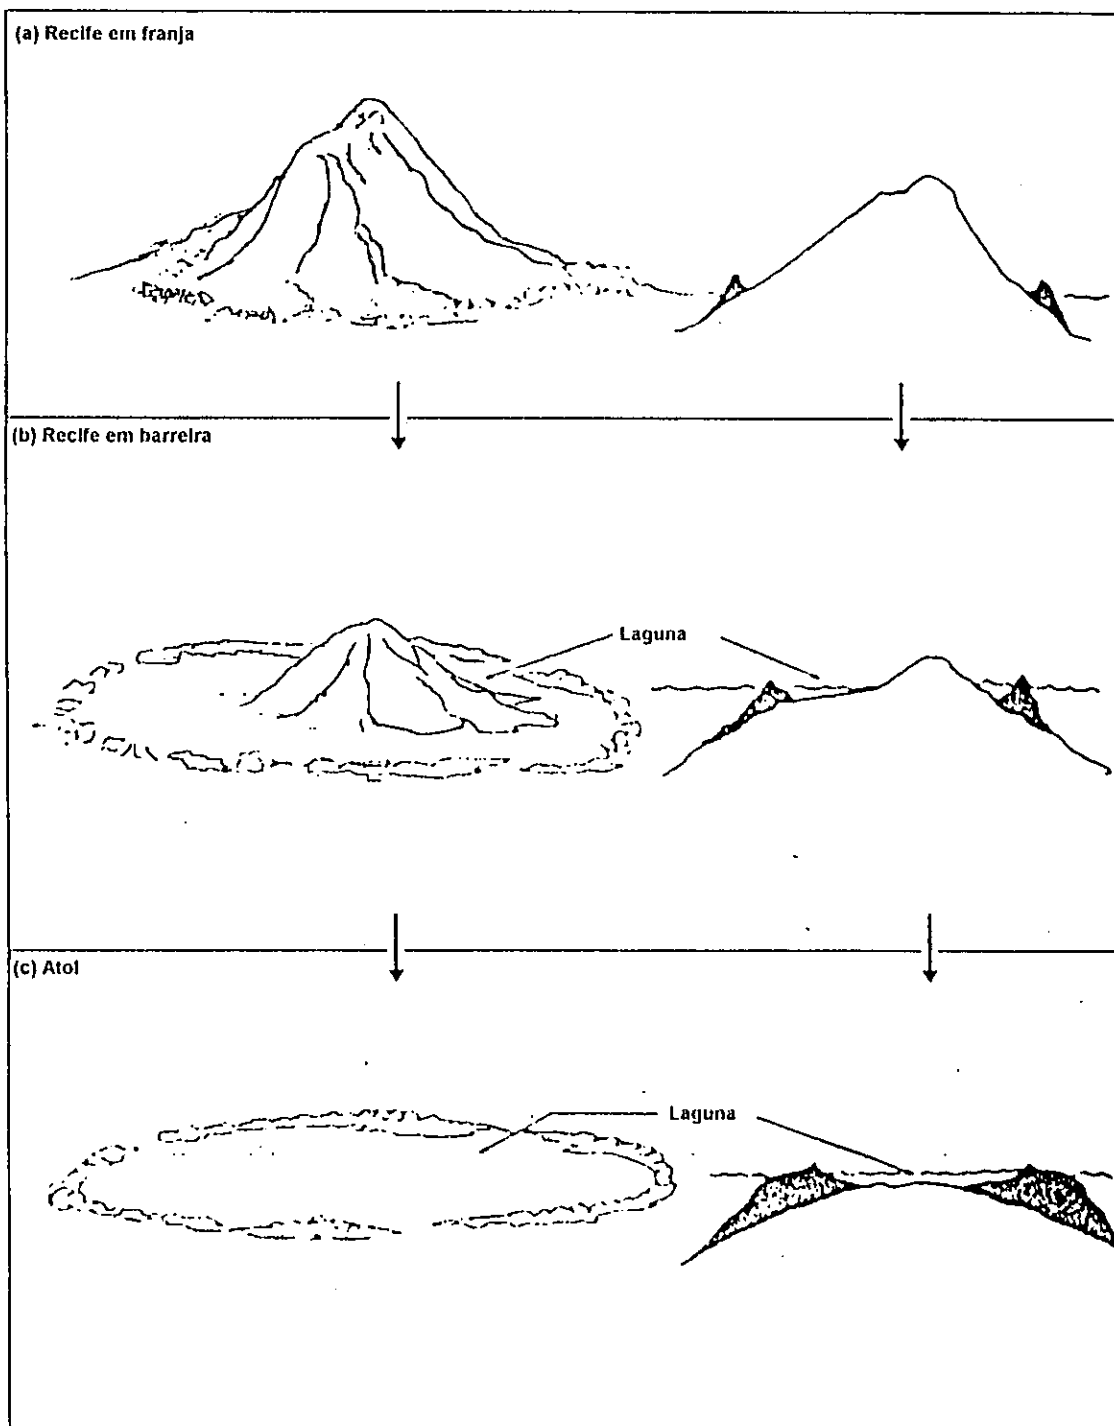 (a) Recife em franja
(b) Recife em barreira
Laguna
(c) Atol
Laguna